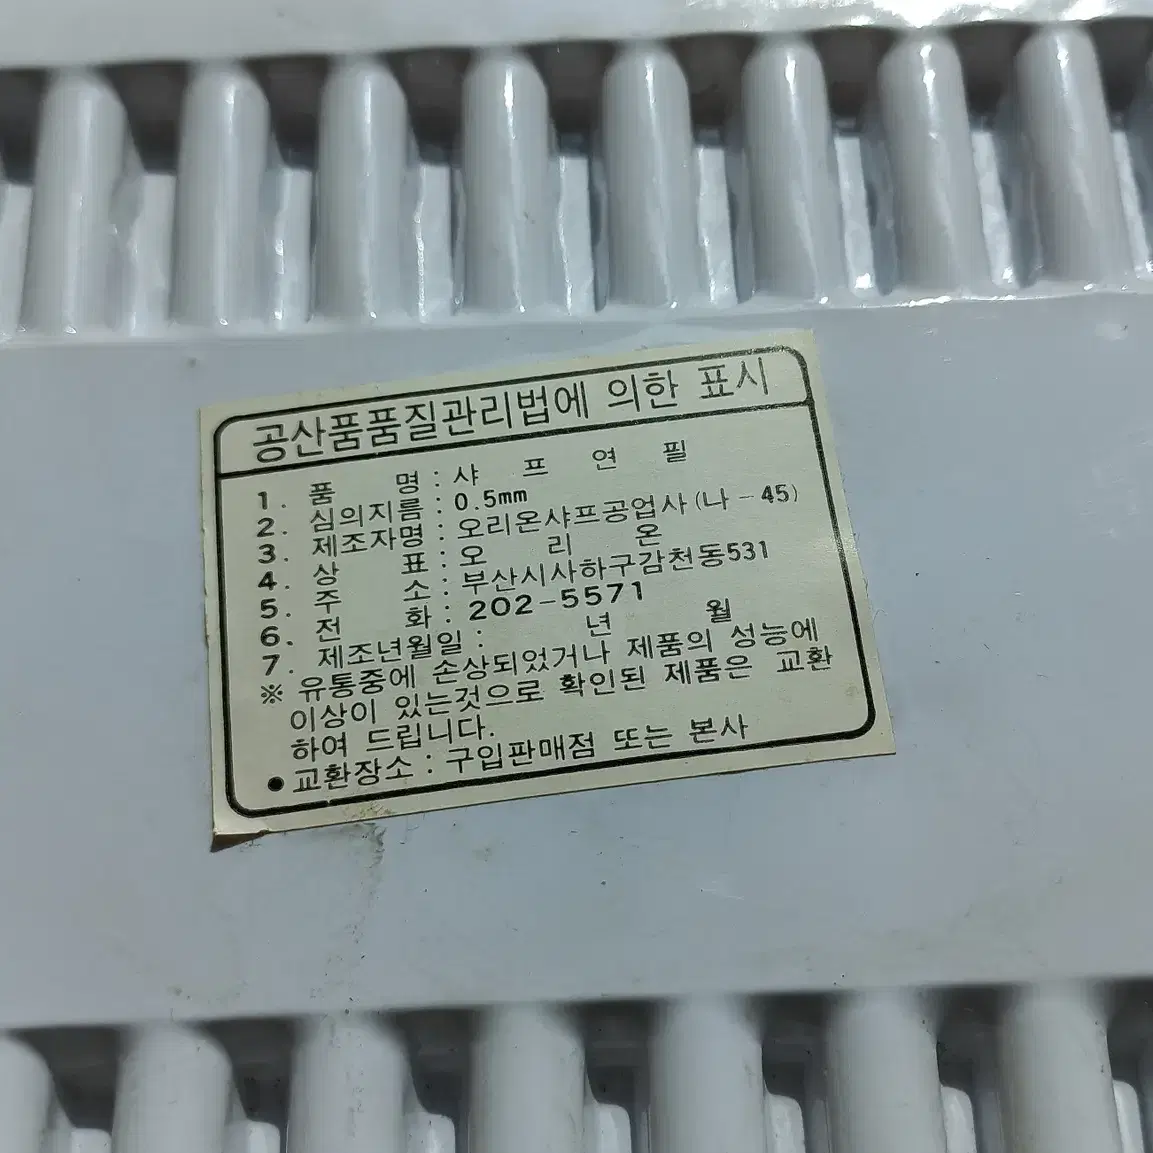 공산품품질관리법에 의한 표시
1. 품 명 : 샤 프 연 필
2. 심의지름 : 0.5mm
3. 제조자명 : 오리온샤프공업사 (나-45)
4. 상 표 : 오 리 온
5. 주 소 : 부산시사하구감천동531
6. 전 화 : 202-5571
7. 제조년월일 : 년 월
※ 유통중에 손상되었거나 제품의 성능에
이상이 있는것으로 확인된 제품은 교환
하여 드립니다.
● 교환장소 : 구입판매점 또는 본사